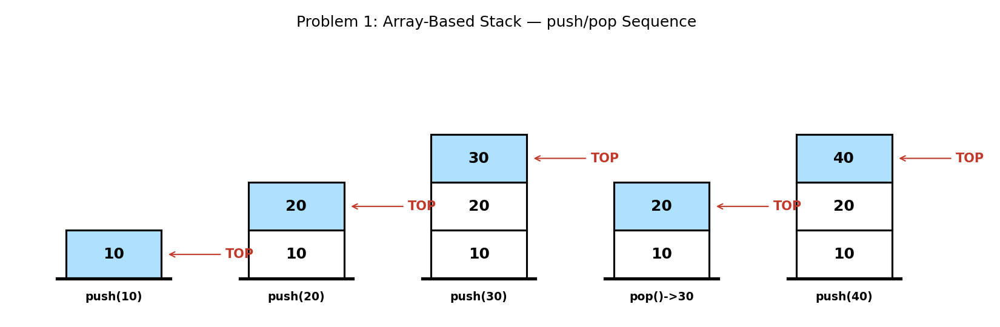 Problem 1: Array-Based Stack — push/pop Sequence
30 TOP 40 TOP
20 TOP 20 20 TOP 20
10 TOP 10 10 10 10
push(10) push(20) push(30) pop()->30 push(40)